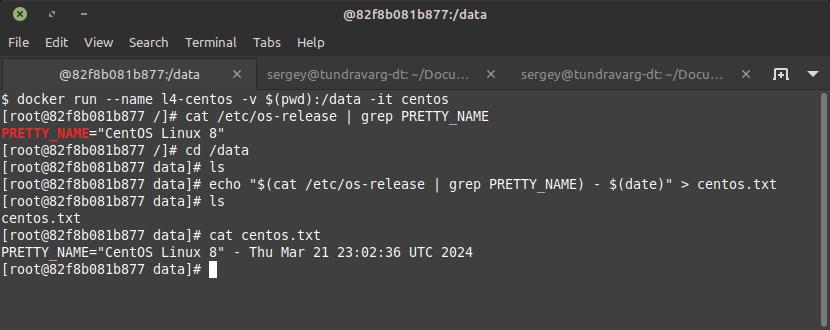 @82f8b081b877:/data
File Edit View Search Terminal Tabs Help
@82f8b081b877:/data × sergey@tundravarg-dt: ~/Docu... × sergey@tundravarg-dt: ~/Docu... ×
$ docker run --name l4-centos -v $(pwd):/data -it centos
[root@82f8b081b877 /]# cat /etc/os-release | grep PRETTY_NAME
PRETTY_NAME="CentOS Linux 8"
[root@82f8b081b877 /]# cd /data
[root@82f8b081b877 data]# ls
[root@82f8b081b877 data]# echo "$(cat /etc/os-release | grep PRETTY_NAME) - $(date)" > centos.txt
[root@82f8b081b877 data]# ls
centos.txt
[root@82f8b081b877 data]# cat centos.txt
PRETTY_NAME="CentOS Linux 8" - Thu Mar 21 23:02:36 UTC 2024
[root@82f8b081b877 data]#